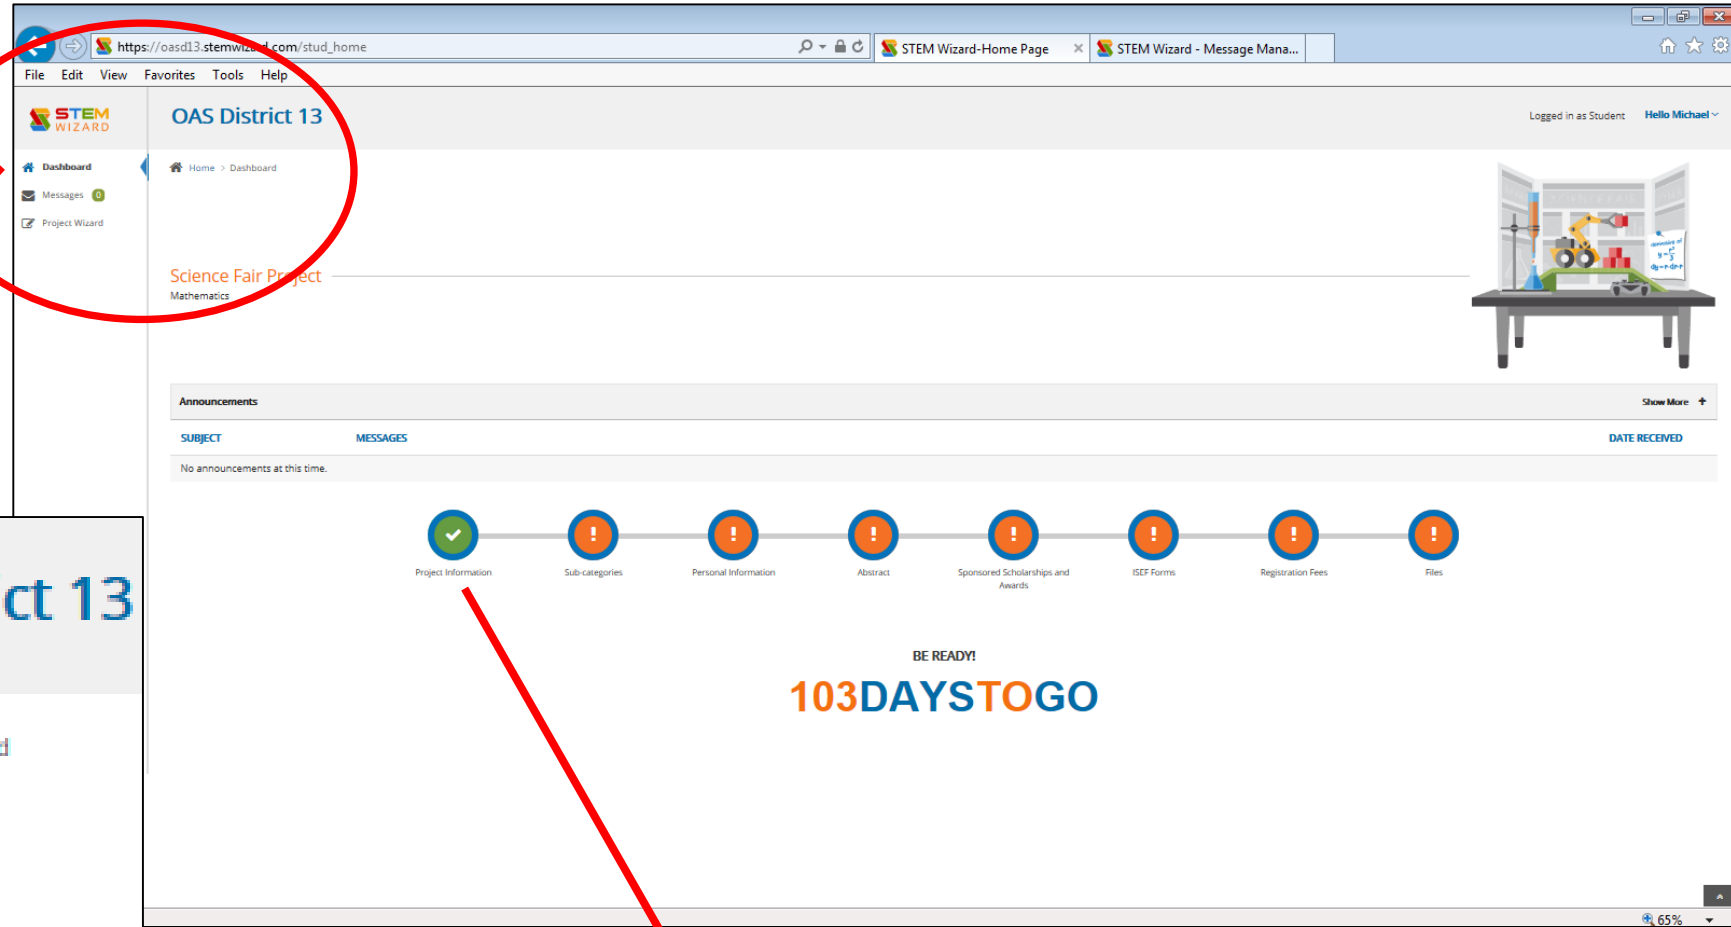 https://oasd13.stemwizard.com/stud_home
STEM Wizard-Home Page
STEM Wizard - Message Mana...
File Edit View Favorites Tools Help
STEM WIZARD
OAS District 13
Logged in as Student Hello Michael
Dashboard
Messages 0
Project Wizard
Home > Dashboard
Science Fair Project
Mathematics
Announcements
Show More +
SUBJECT MESSAGES DATE RECEIVED
No announcements at this time.
Project Information
Sub-categories
Personal Information
Abstract
Sponsored Scholarships and
Awards
ISEF Forms
Registration Fees
Files
BE READY!
103DAYSTOGO
ct 13
65%